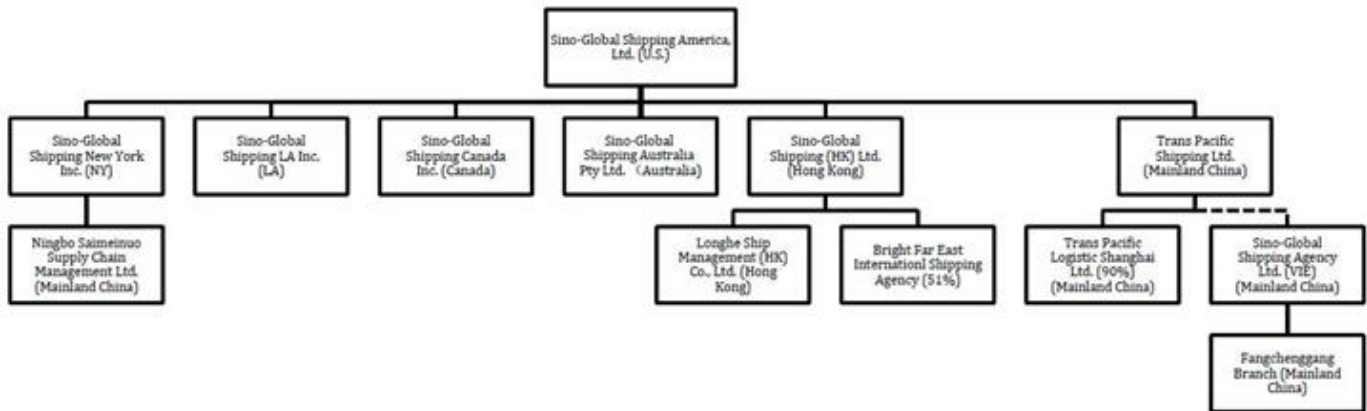 Sino-Global Shipping America,
Ltd. (U.S.)
Sino-Global
Shipping New York
Inc. (NY)
Sino-Global
Shipping LA Inc.
(LA)
Sino-Global
Shipping Canada
Inc. (Canada)
Sino-Global
Shipping Australia
Pty Ltd. （Australia)
Sino-Global
Shipping (HK) Ltd.
(Hong Kong)
Trans Pacific
Shipping Ltd.
(Mainland China)
Ningbo Saimeinuo
Supply Chain
Management Ltd.
(Mainland China)
Longhe Ship
Management (HK)
Co., Ltd. (Hong
Kong)
Bright Far East
Internationl Shipping
Agency (51%)
Trans Pacific
Logistic Shanghai
Ltd. (90%)
(Mainland China)
Sino-Global
Shipping Agency
Ltd. (VIE)
(Mainland China)
Fangchenggang
Branch (Mainland
China)